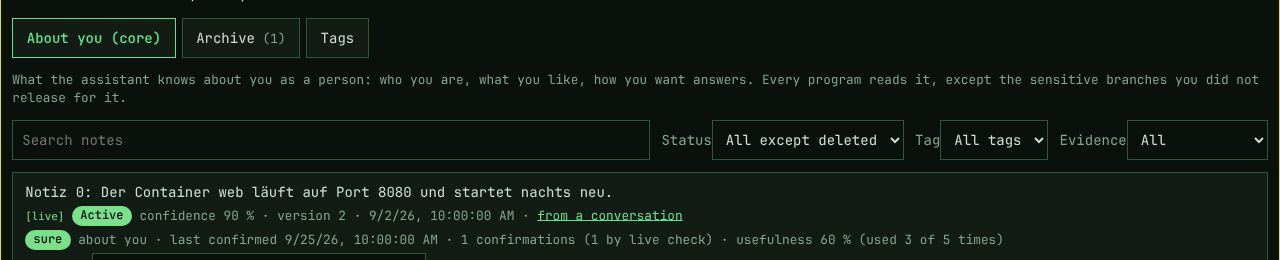 About you (core) Archive (1) Tags
What the assistant knows about you as a person: who you are, what you like, how you want answers. Every program reads it, except the sensitive branches you did not
release for it.
Search notes Status All except deleted Tag All tags Evidence All
Notiz 0: Der Container web läuft auf Port 8080 und startet nachts neu.
[live] Active confidence 90 % · version 2 · 9/2/26, 10:00:00 AM · from a conversation
sure about you · last confirmed 9/25/26, 10:00:00 AM · 1 confirmations (1 by live check) · usefulness 60 % (used 3 of 5 times)